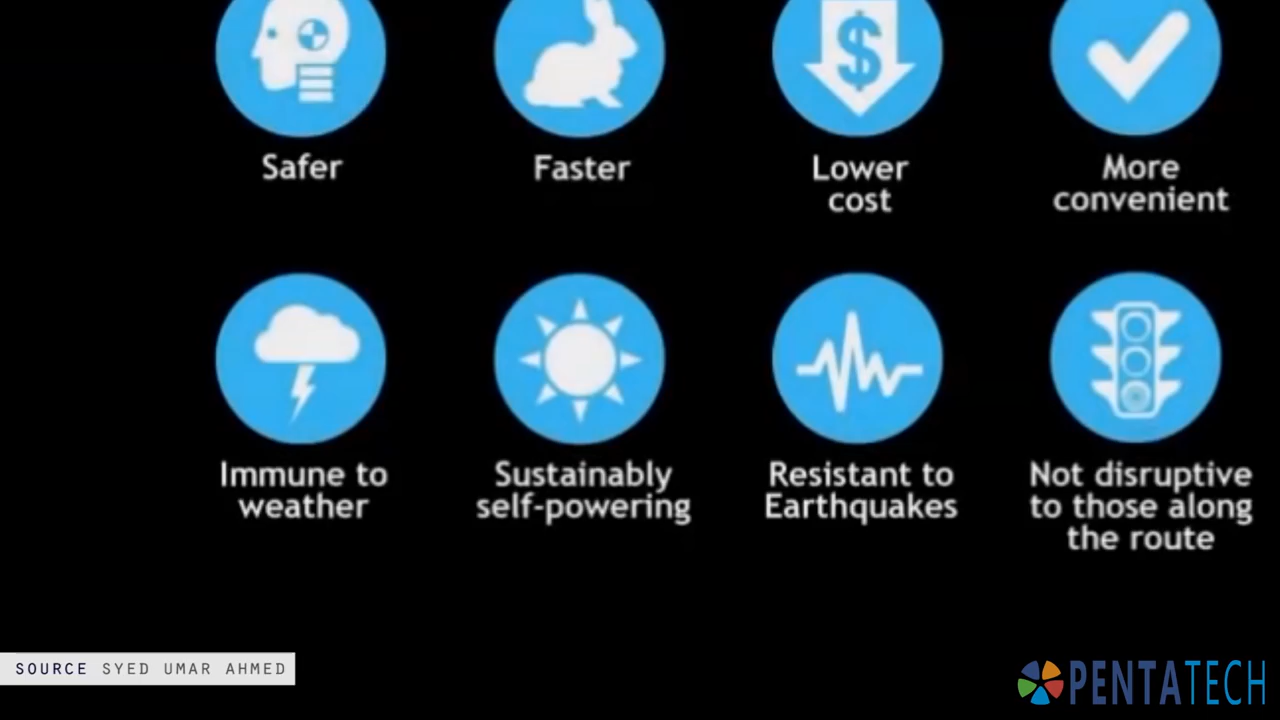 Safer
Faster
Lower
cost
More
convenient
Immune to
weather
Sustainably
self-powering
Resistant to
Earthquakes
Not disruptive
to those along
the route
SOURCE SYED UMAR AHMED
PENTATECH